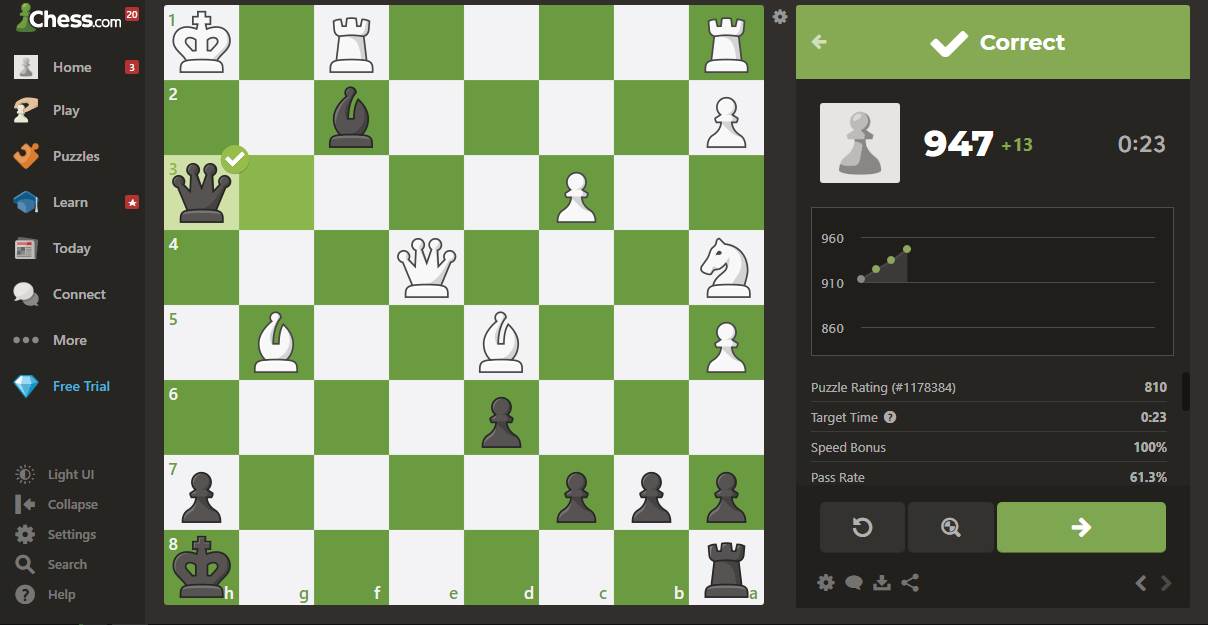 Chess.com 20
Home 3
Play
Puzzles
Learn
Today
Connect
More
Free Trial
Light UI
Collapse
Settings
Search
Help
1
2
3
4
5
6
7
8
h g f e d c b a
Correct
947 +13 0:23
960
910
860
Puzzle Rating (#1178384) 810
Target Time ? 0:23
Speed Bonus 100%
Pass Rate 61.3%